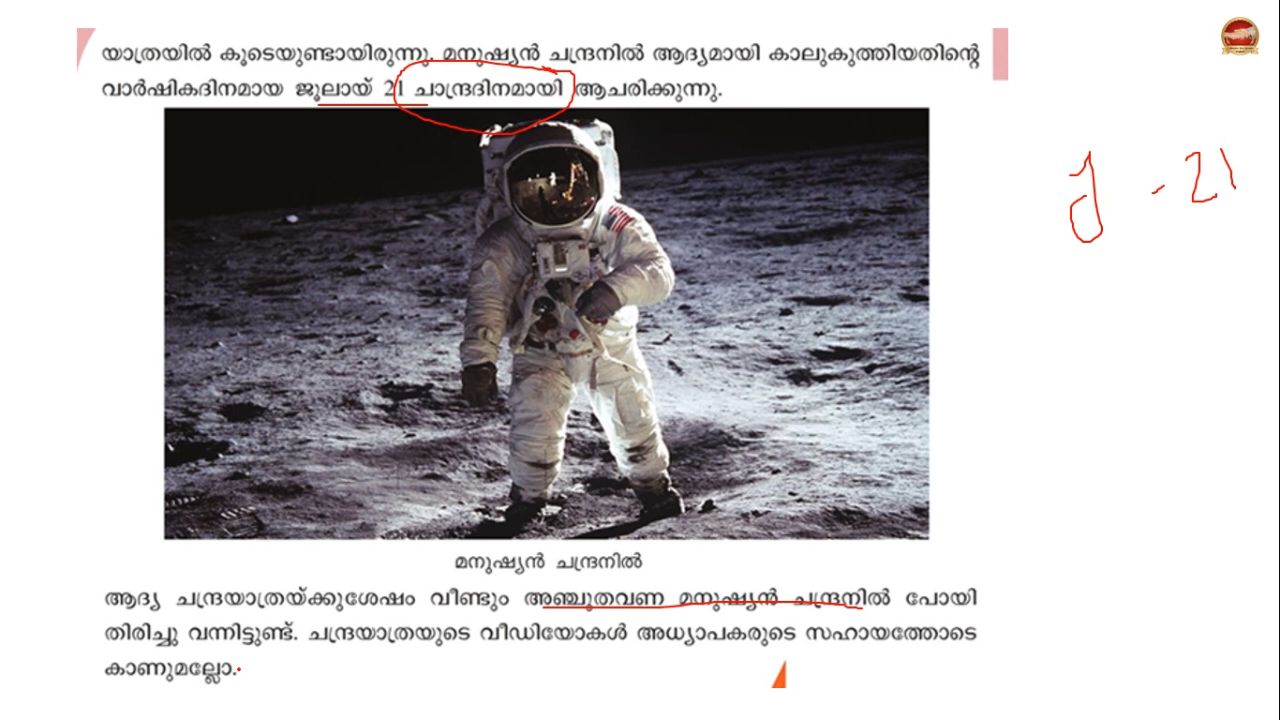 യാത്രയിൽ കൂടെയുണ്ടായിരുന്നു. മനുഷ്യൻ ചന്ദ്രനിൽ ആദ്യമായി കാലുകുത്തിയതിന്റെ
വാർഷികദിനമായ ജൂലായ് 21 ചാന്ദ്രദിനമായി ആചരിക്കുന്നു.
J - 21
മനുഷ്യൻ ചന്ദ്രനിൽ
ആദ്യ ചന്ദ്രയാത്രയ്ക്കുശേഷം വീണ്ടും അഞ്ചുതവണ മനുഷ്യൻ ചന്ദ്രനിൽ പോയി
തിരിച്ചു വന്നിട്ടുണ്ട്. ചന്ദ്രയാത്രയുടെ വീഡിയോകൾ അധ്യാപകരുടെ സഹായത്തോടെ
കാണുമല്ലോ.